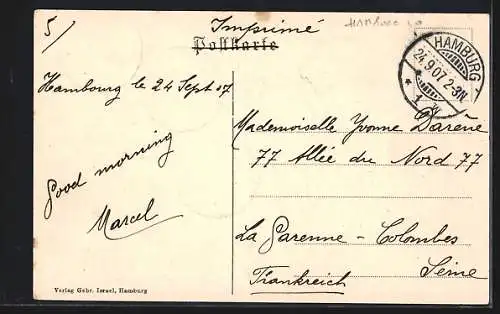 5/
Imprimé
Postkarte
HAMBURG
24.9.07. 2-3N
* 1
Hambourg le 24 Sept 07
Good morning
Marcel
Mademoiselle Yvonne Darène
77 Allée du Nord 77
La Garenne-Colombes
Seine
Frankreich
Verlag Gebr. Israel, Hamburg